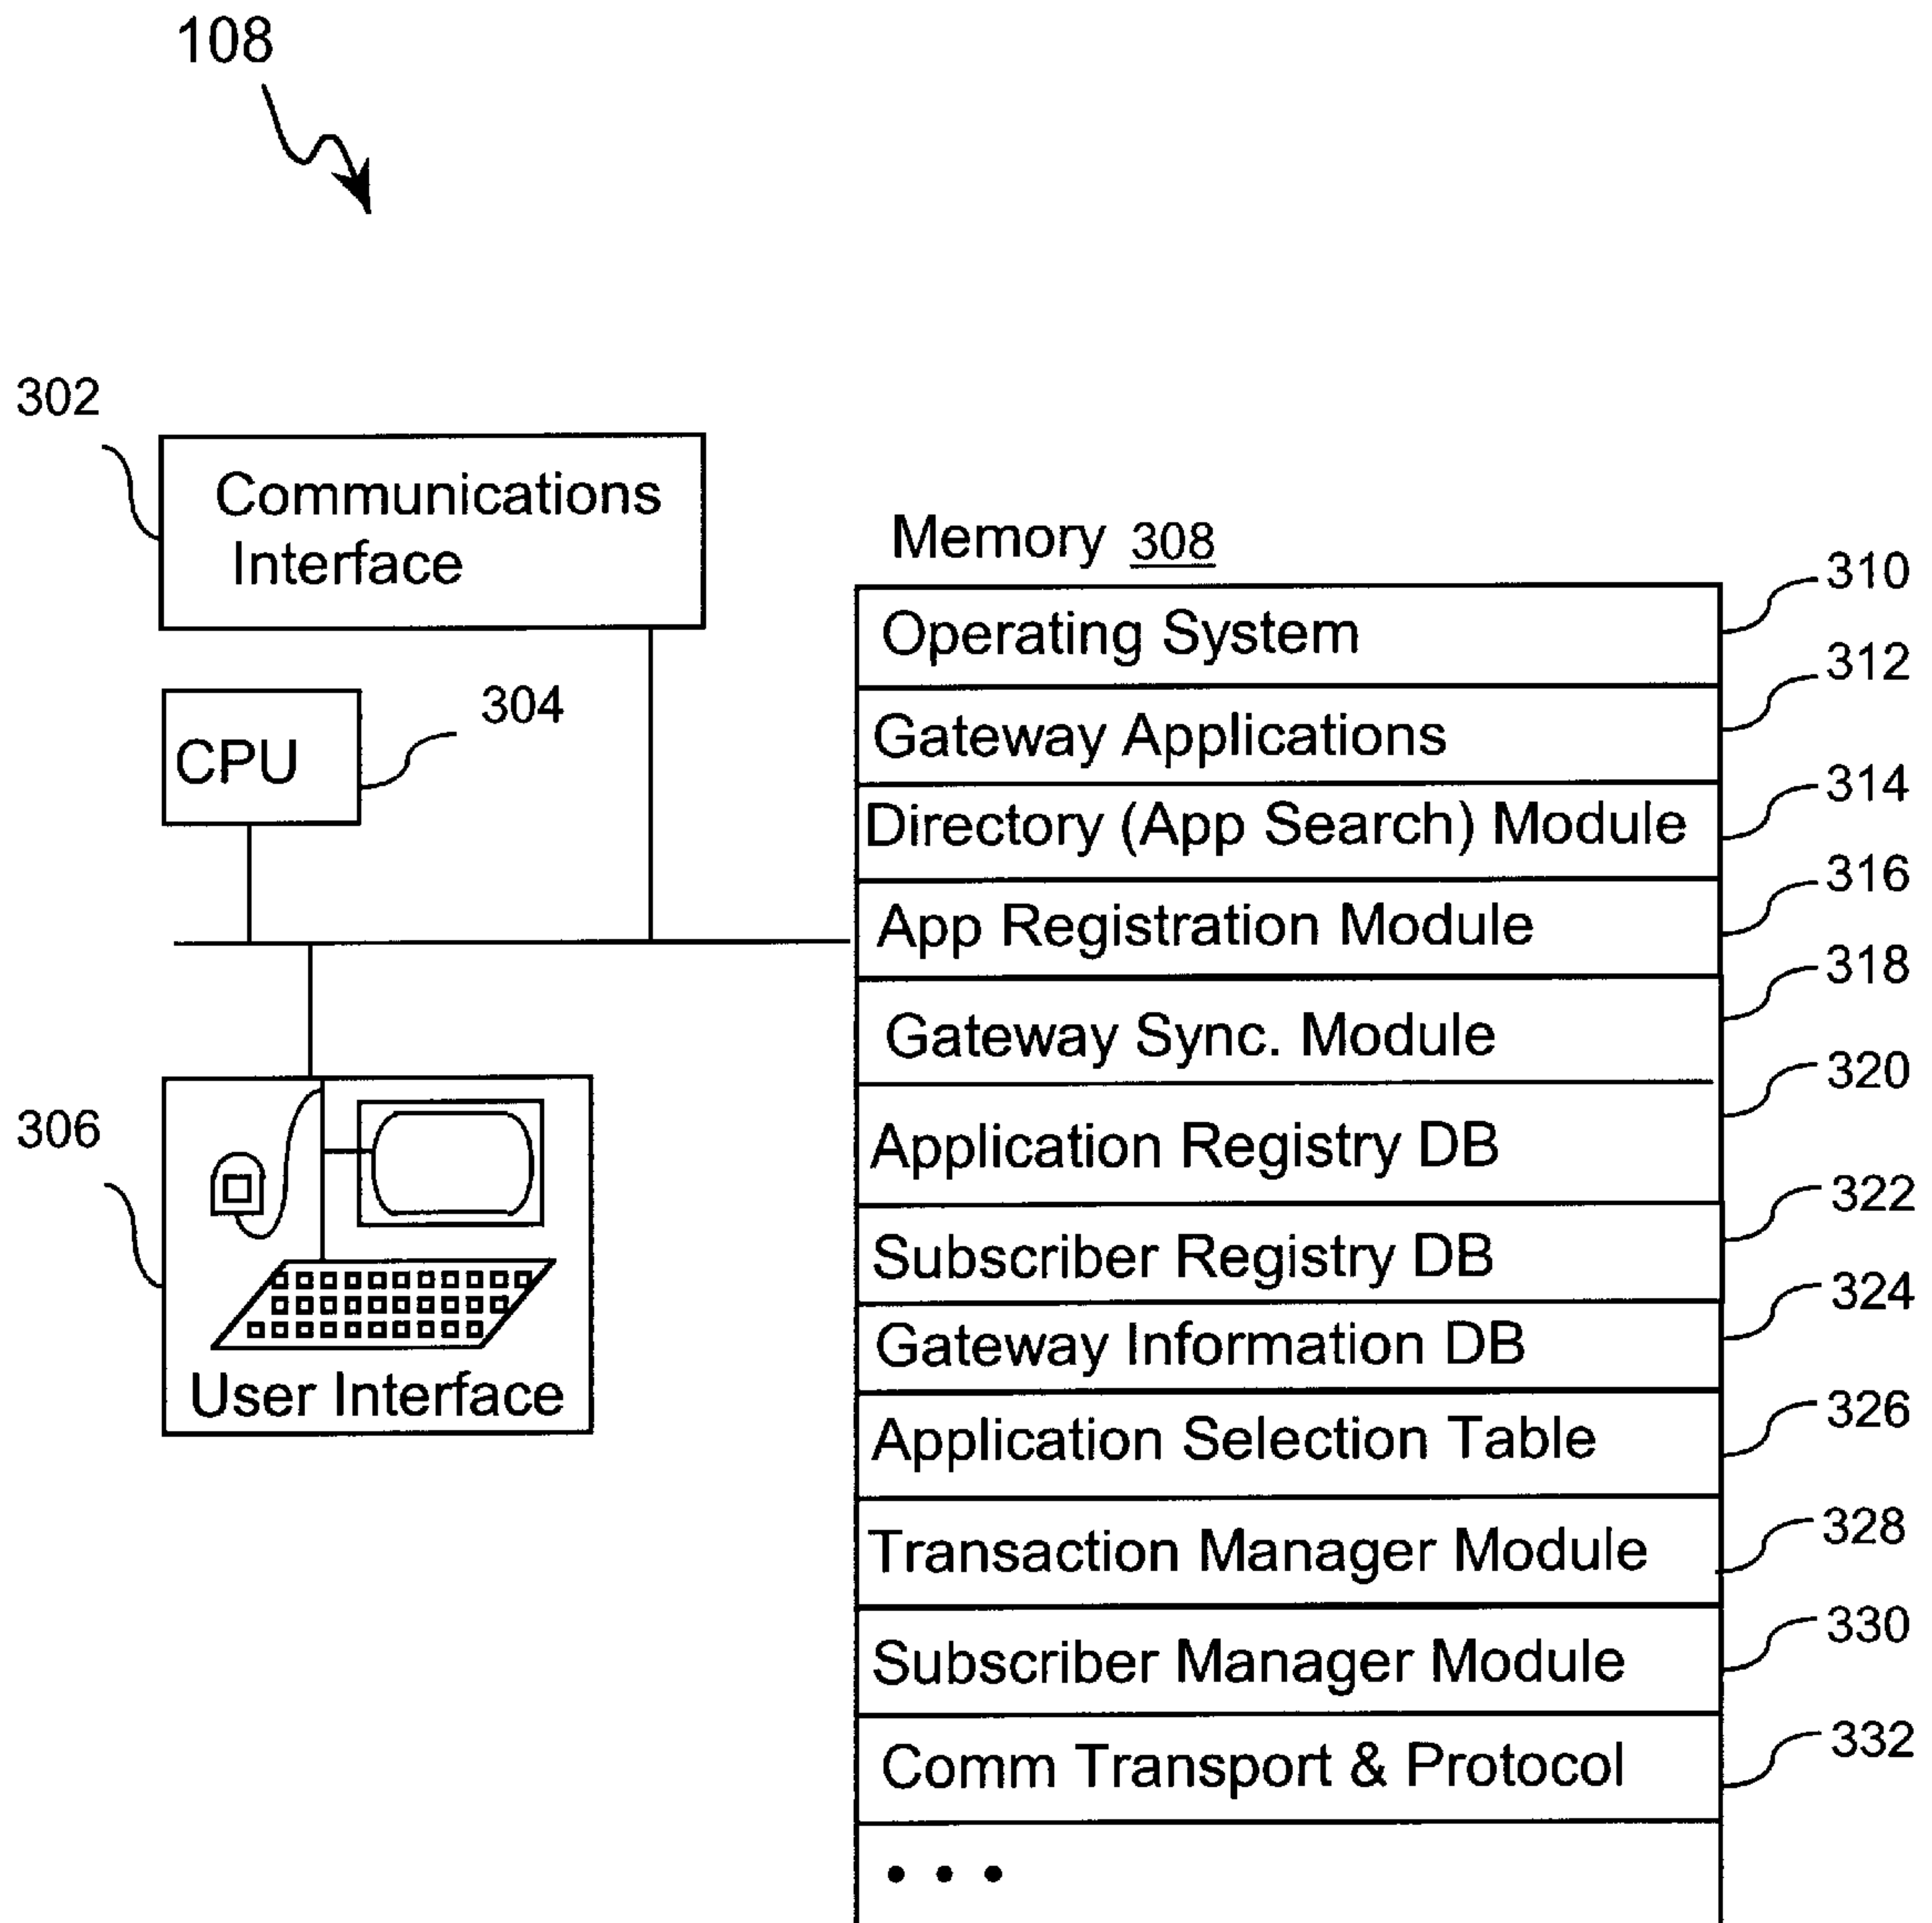 108
302
Communications
Interface
Memory 308
310
Operating System
312
304
CPU
Gateway Applications
314
Directory (App Search) Module
316
App Registration Module
318
Gateway Sync. Module
320
306
Application Registry DB
322
Subscriber Registry DB
324
Gateway Information DB
User Interface
326
Application Selection Table
328
Transaction Manager Module
330
Subscriber Manager Module
332
Comm Transport & Protocol
• • •